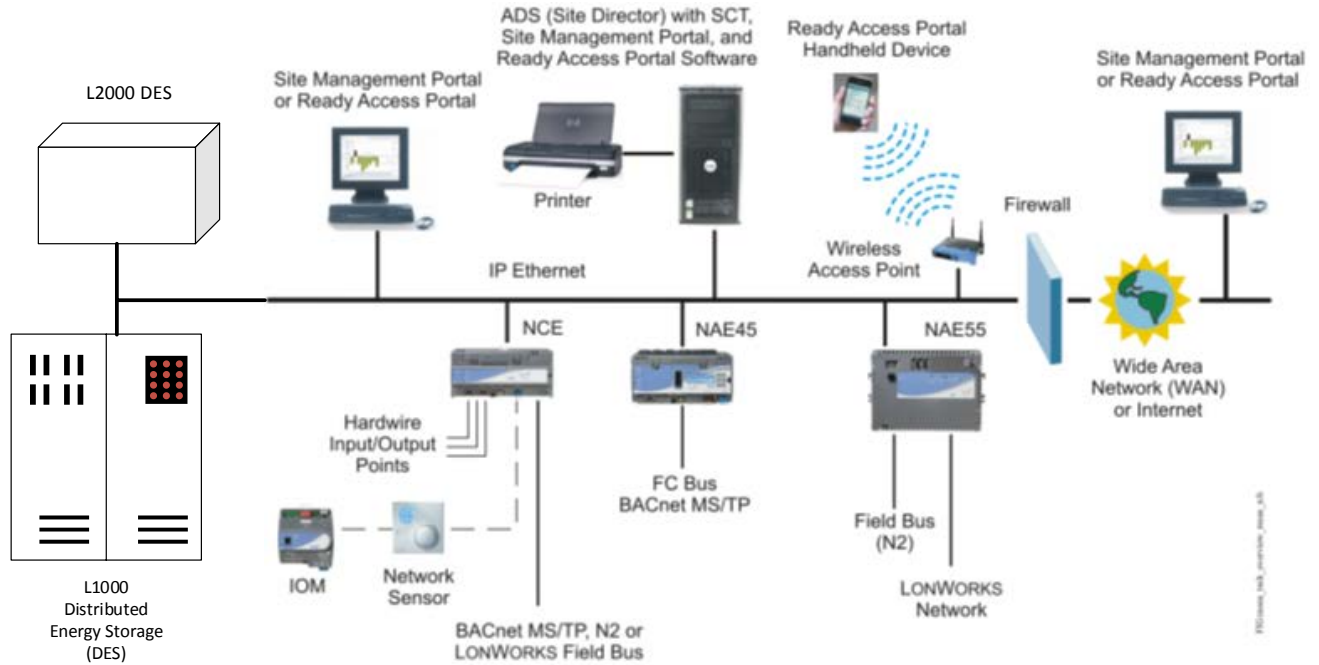 ADS (Site Director) with SCT,
Site Management Portal, and
Ready Access Portal Software
Ready Access Portal
Handheld Device
Site Management Portal
or Ready Access Portal
Site Management Portal
or Ready Access Portal
L2000 DES
Printer
Firewall
Wireless
Access Point
IP Ethernet
NCE
NAE45
NAE55
Wide Area
Network (WAN)
or Internet
Hardwire
Input/Output
Points
FC Bus
BACnet MS/TP
Field Bus
(N2)
IOM
Network
Sensor
LONWORKS
Network
L1000
Distributed
Energy Storage
(DES)
BACnet MS/TP, N2 or
LONWORKS Field Bus